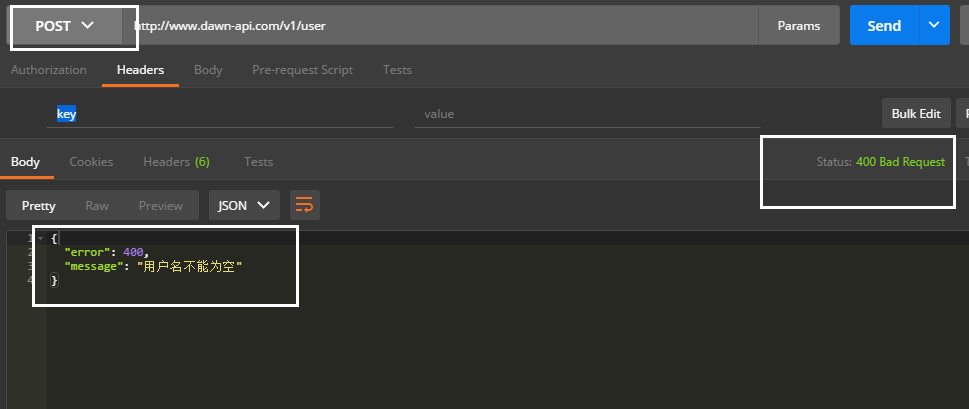 POST http://www.dawn-api.com/v1/user Params Send
Authorization Headers Body Pre-request Script Tests
key value Bulk Edit
Body Cookies Headers (6) Tests Status: 400 Bad Request
Pretty Raw Preview JSON
1 {
2 "error": 400,
3 "message": "用户名不能为空"
4 }